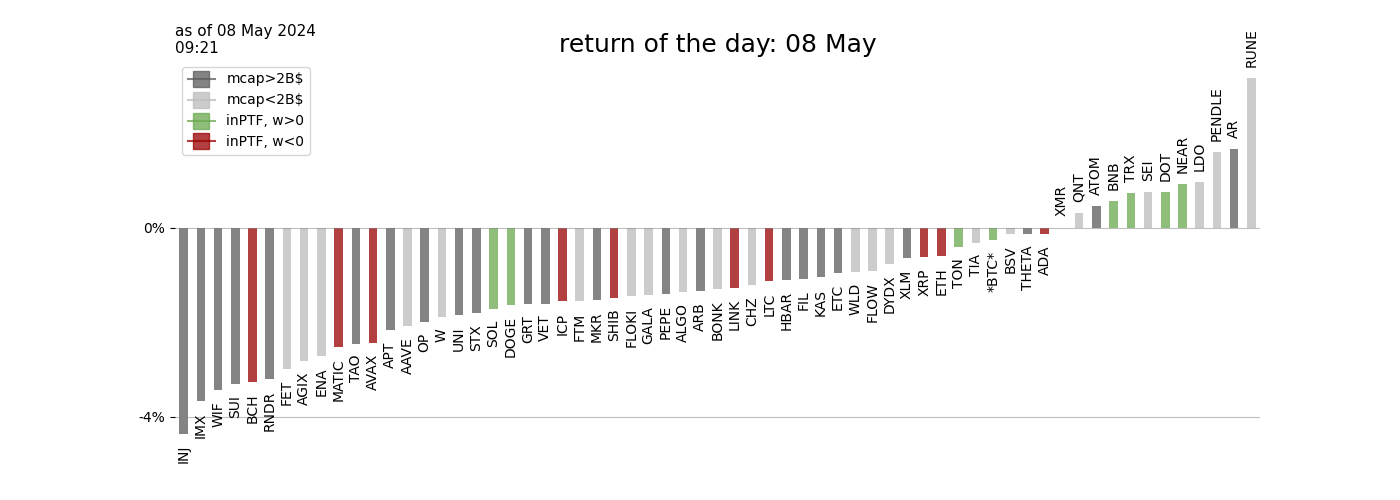 as of 08 May 2024
09:21
return of the day: 08 May
mcap>2B$
mcap<2B$
inPTF, w>0
inPTF, w<0
0%
-4%
INJ
IMX
WIF
SUI
BCH
RNDR
FET
AGIX
ENA
MATIC
TAO
AVAX
APT
AAVE
OP
W
UNI
STX
SOL
DOGE
GRT
VET
ICP
FTM
MKR
SHIB
FLOKI
GALA
PEPE
ALGO
ARB
BONK
LINK
CHZ
LTC
HBAR
FIL
KAS
ETC
WLD
FLOW
DYDX
XLM
XRP
ETH
TON
TIA
*BTC*
BSV
THETA
ADA
XMR
QNT
ATOM
BNB
TRX
SEI
DOT
NEAR
LDO
PENDLE
AR
RUNE